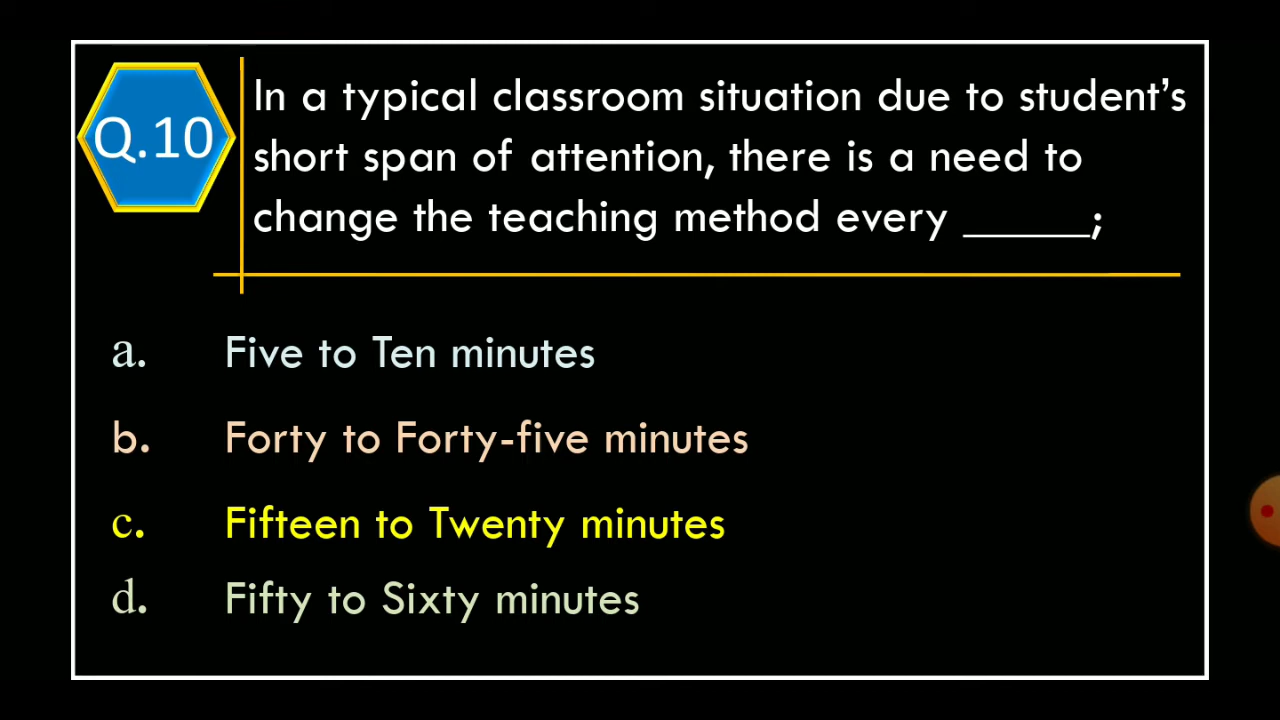 Q.10
In a typical classroom situation due to student’s
short span of attention, there is a need to
change the teaching method every ______;
a. Five to Ten minutes
b. Forty to Forty-five minutes
c. Fifteen to Twenty minutes
d. Fifty to Sixty minutes